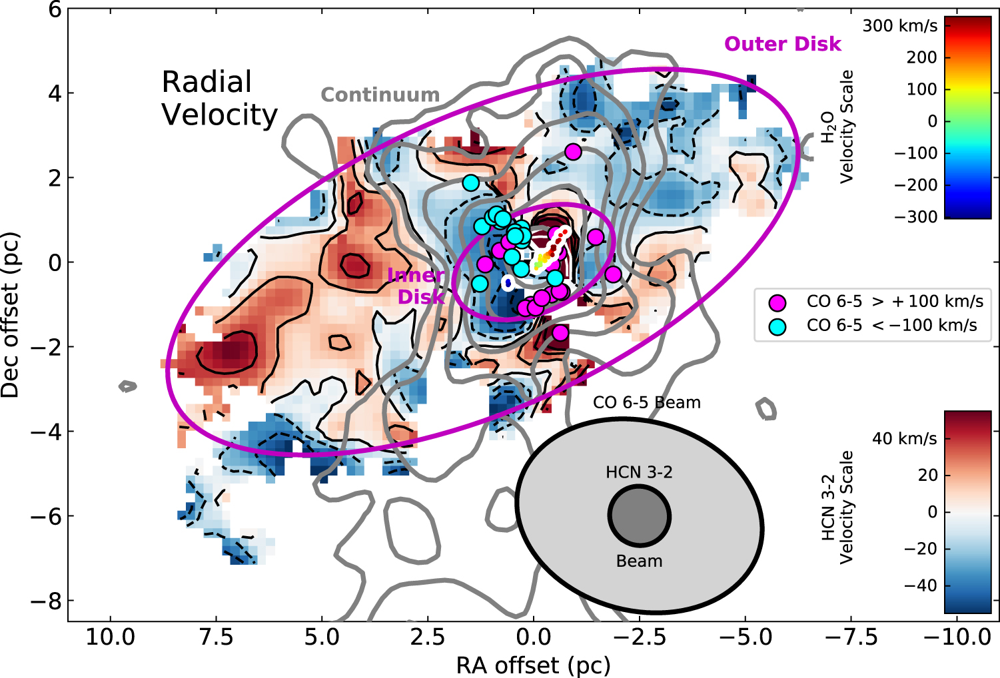 6
4
2
0
−2
−4
−6
−8
Dec offset (pc)
10.0 7.5 5.0 2.5 0.0 −2.5 −5.0 −7.5 −10.0
RA offset (pc)
Radial
Velocity
Continuum
Outer Disk
Inner
Disk
300 km/s
200
100
0
−100
−200
−300
H₂O
Velocity Scale
CO 6-5 > +100 km/s
CO 6-5 < −100 km/s
CO 6-5 Beam
HCN 3-2
Beam
40 km/s
20
0
−20
−40
HCN 3-2
Velocity Scale